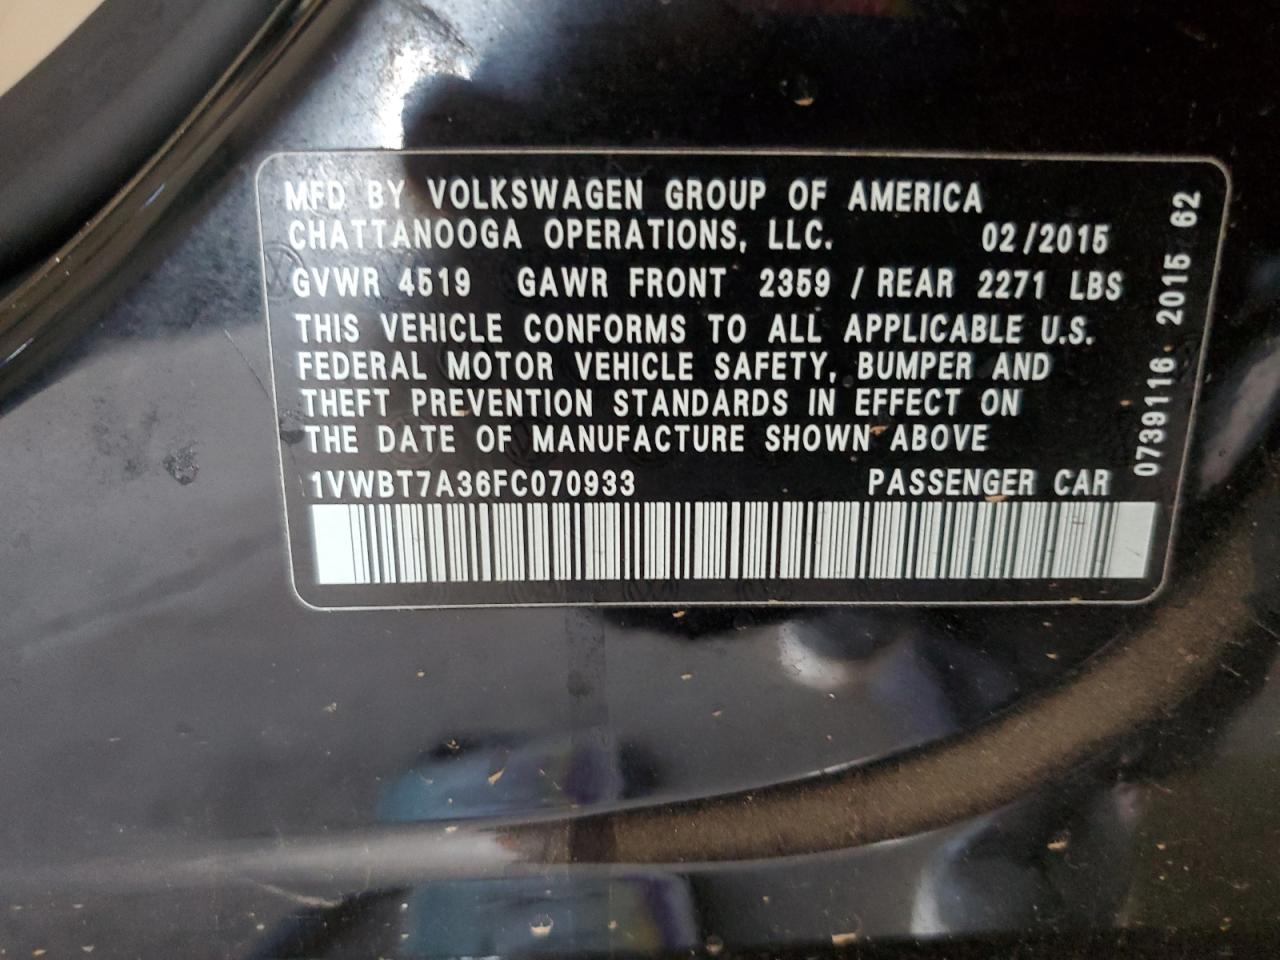 MFD BY VOLKSWAGEN GROUP OF AMERICA
CHATTANOOGA OPERATIONS, LLC. 02/2015
GVWR 4519 GAWR FRONT 2359 / REAR 2271 LBS
THIS VEHICLE CONFORMS TO ALL APPLICABLE U.S.
FEDERAL MOTOR VEHICLE SAFETY, BUMPER AND
THEFT PREVENTION STANDARDS IN EFFECT ON
THE DATE OF MANUFACTURE SHOWN ABOVE
1VWBT7A36FC070933 PASSENGER CAR
0739116 2015 62